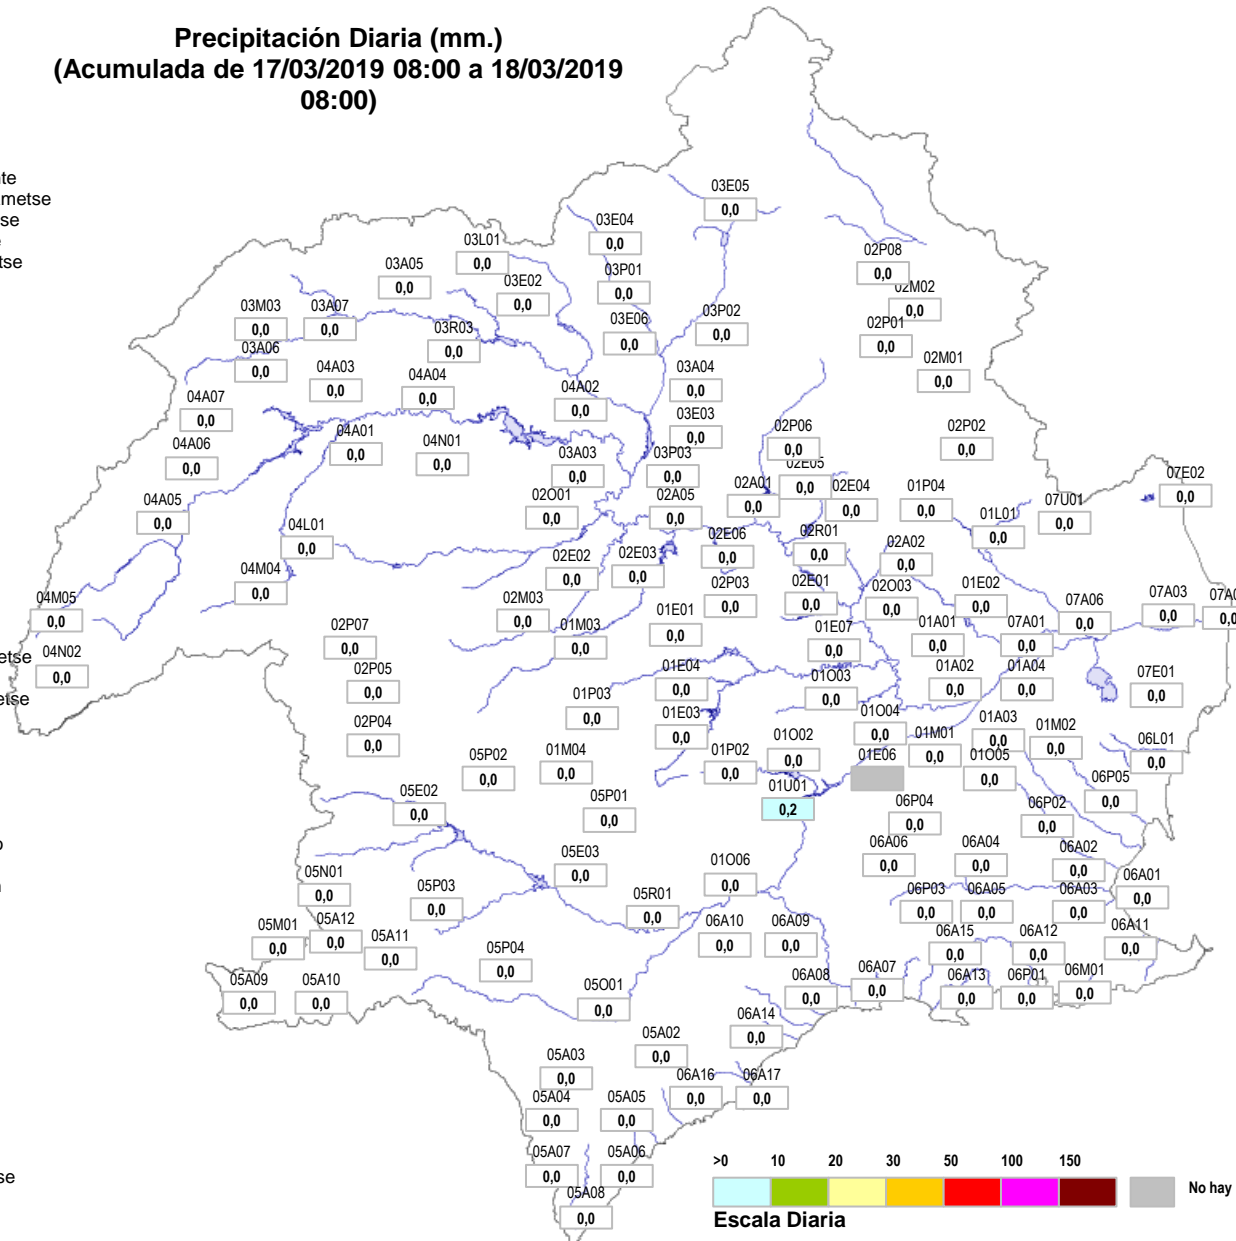 Precipitación Diaria (mm.)
(Acumulada de 17/03/2019 08:00 a 18/03/2019
08:00)
03E05
0,0
03E04
0,0
03L01
0,0
02P08
0,0
03A05
0,0
03P01
0,0
03E02
0,0
02M02
0,0
03M03
0,0
03A07
0,0
03P02
0,0
03E06
0,0
03R03
0,0
02P01
0,0
03A06
0,0
04A03
0,0
04A04
0,0
03A04
0,0
02M01
0,0
04A07
0,0
04A02
0,0
03E03
0,0
04A01
0,0
04N01
0,0
02P06
0,0
02P02
0,0
04A06
0,0
03A03
0,0
03P03
0,0
02E05
0,0
07E02
0,0
02O01
0,0
02A05
0,0
02A01
0,0
02E04
0,0
01P04
0,0
07U01
0,0
04A05
0,0
01L01
0,0
04L01
0,0
02E06
0,0
02R01
0,0
02A02
0,0
02E02
0,0
02E03
0,0
04M04
0,0
02P03
0,0
02E01
0,0
02O03
0,0
01E02
0,0
07A03
0,0
07A0
0,0
04M05
0,0
02M03
0,0
07A06
0,0
01E01
0,0
02P07
0,0
01M03
0,0
01E07
0,0
01A01
0,0
07A01
0,0
04N02
0,0
etse
02P05
0,0
01E04
0,0
01O03
0,0
01A02
0,0
01A04
0,0
07E01
0,0
etse
01P03
0,0
01E03
0,0
01O04
0,0
01A03
0,0
01M02
0,0
02P04
0,0
01M01
0,0
06L01
0,0
05P02
0,0
01M04
0,0
01P02
0,0
01O02
0,0
01E06
01O05
0,0
01U01
0,2
06P05
0,0
05E02
0,0
05P01
0,0
06P04
0,0
06P02
0,0
05E03
0,0
01O06
0,0
06A06
0,0
06A04
0,0
06A02
0,0
05N01
0,0
05P03
0,0
05R01
0,0
06P03
0,0
06A05
0,0
06A03
0,0
06A01
0,0
05M01
0,0
05A12
0,0
05A11
0,0
06A10
0,0
06A09
0,0
06A15
0,0
06A12
0,0
06A11
0,0
05P04
0,0
05A09
0,0
05A10
0,0
05O01
0,0
06A08
0,0
06A07
0,0
06A13
0,0
06P01
0,0
06M01
0,0
06A14
0,0
05A02
0,0
05A03
0,0
06A16
0,0
06A17
0,0
05A04
0,0
05A05
0,0
05A07
0,0
05A06
0,0
05A08
0,0
>0 10 20 30 50 100 150
No hay
Escala Diaria